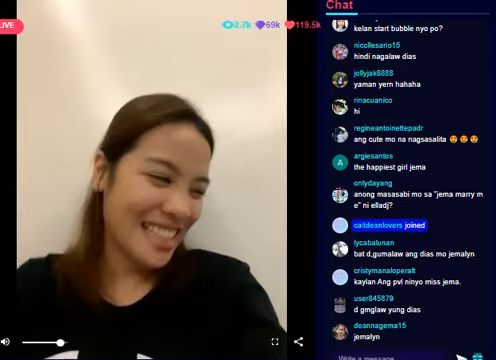 LIVE
2.7k 69k 119.5k
Chat
kelan start bubble nyo po?
nicollesario15
hindi nagalaw dias
jollyjak8888
yaman yern hahaha
rinacuanico
hi
regineantoinettepadr
ang cute mo na nagsasalita 😍 😍 😍
A
argiesantos
the happiest girl jema
onlydayang
anong masasabi mo sa "jema marry m
e" ni elladj?
caitdeanlovers joined
lycabalunan
bat d,gumalaw ang dias mo jemalyn
cristymanaloperalt
kaylan Ang pvl ninyo miss jema.
user845879
d gmglaw yung dias
deannagema15
jemalyn
Write a message